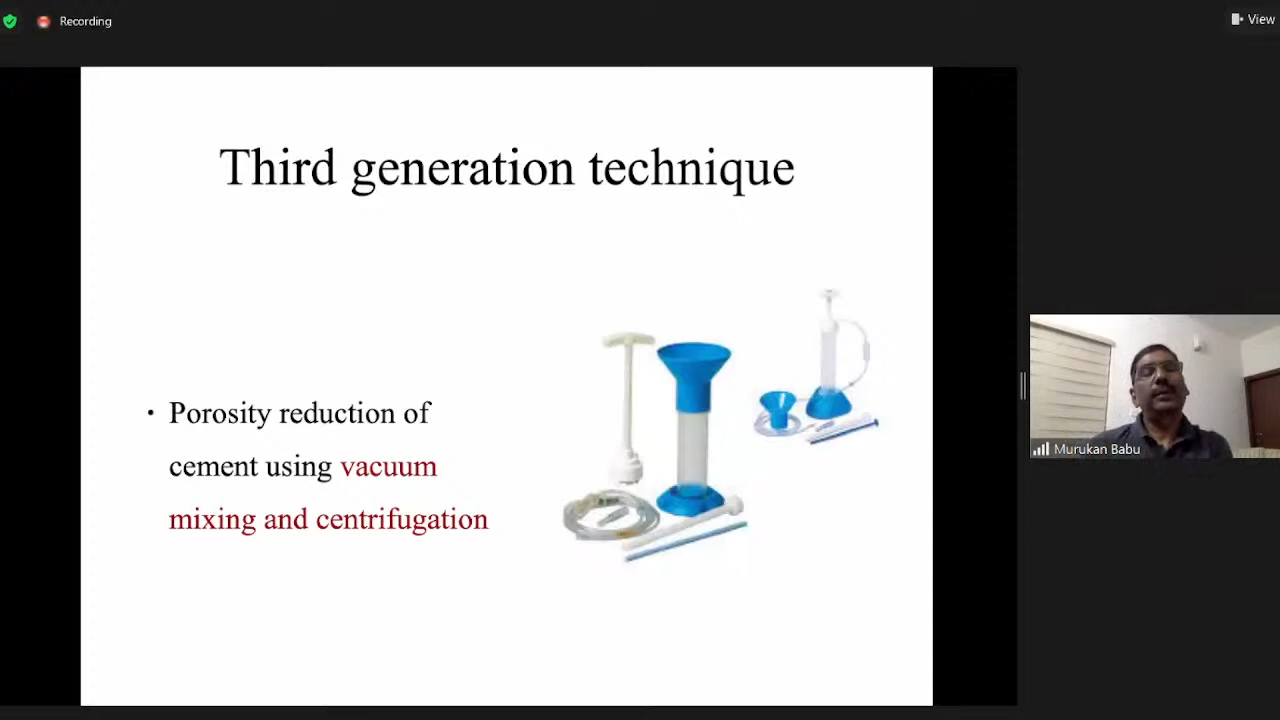 Recording
View
Third generation technique
• Porosity reduction of
cement using vacuum
mixing and centrifugation
Murukan Babu